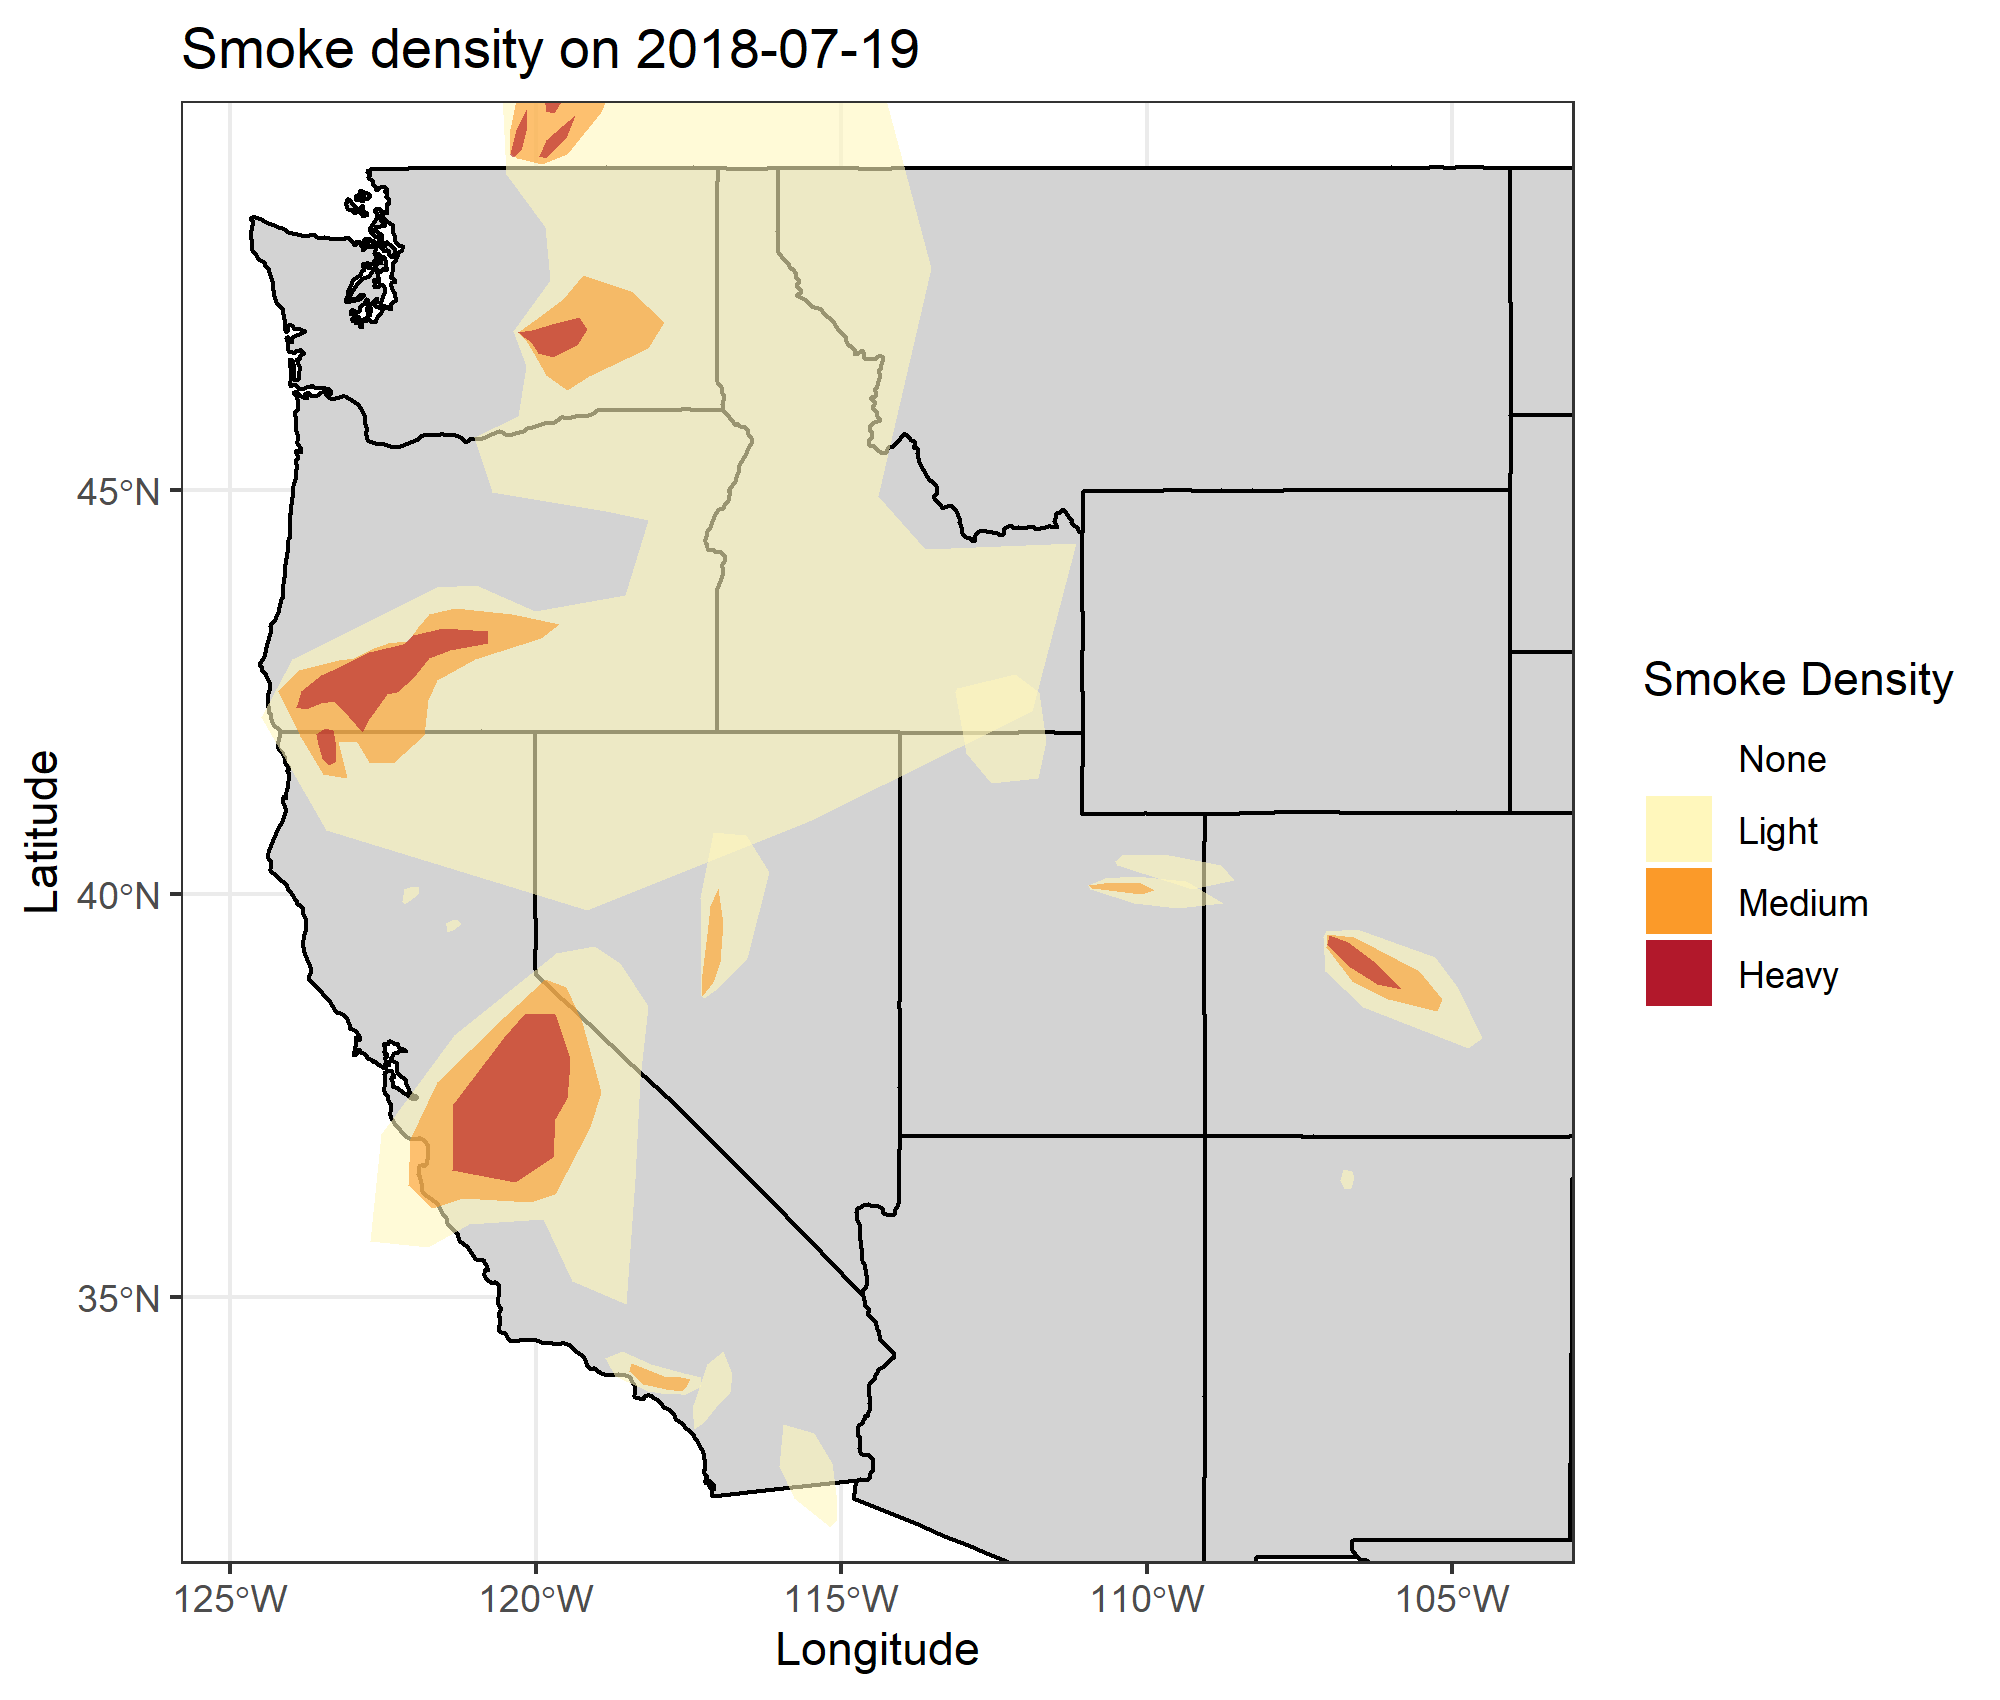 Smoke density on 2018-07-19
45°N
40°N
35°N
Latitude
125°W 120°W 115°W 110°W 105°W
Longitude
Smoke Density
None
Light
Medium
Heavy